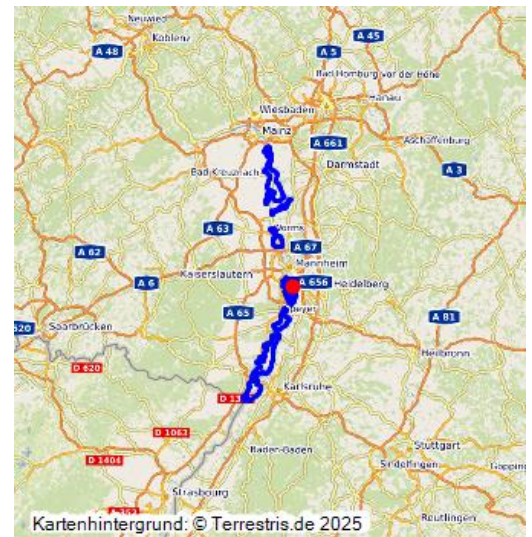 Neuwied
Koblenz
A 48
A 45
A 5
Bad Homburg vor der Höhe
Hanau
Wiesbaden
Mainz
A 661
Aschaffenburg
Bad Kreuznach
Darmstadt
A 3
A 63
Worms
A 67
A 62
Kaiserslautern
Mannheim
A 6
A 656
Heidelberg
A 65
A 81
620
Saarbrücken
Heilbronn
D 620
Karlsruhe
D 1063
Baden-Baden
D 1404
Stuttgart
Sindelfingen
Strasbourg
Reutlingen
Kartenhintergrund: © Terrestris.de 2025